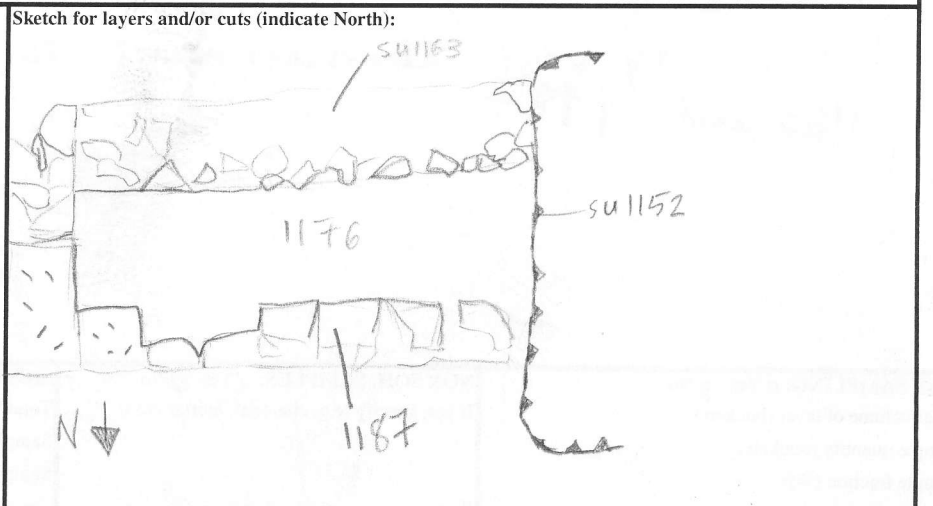 Sketch for layers and/or cuts (indicate North):
su1163
su1152
1176
1187
N